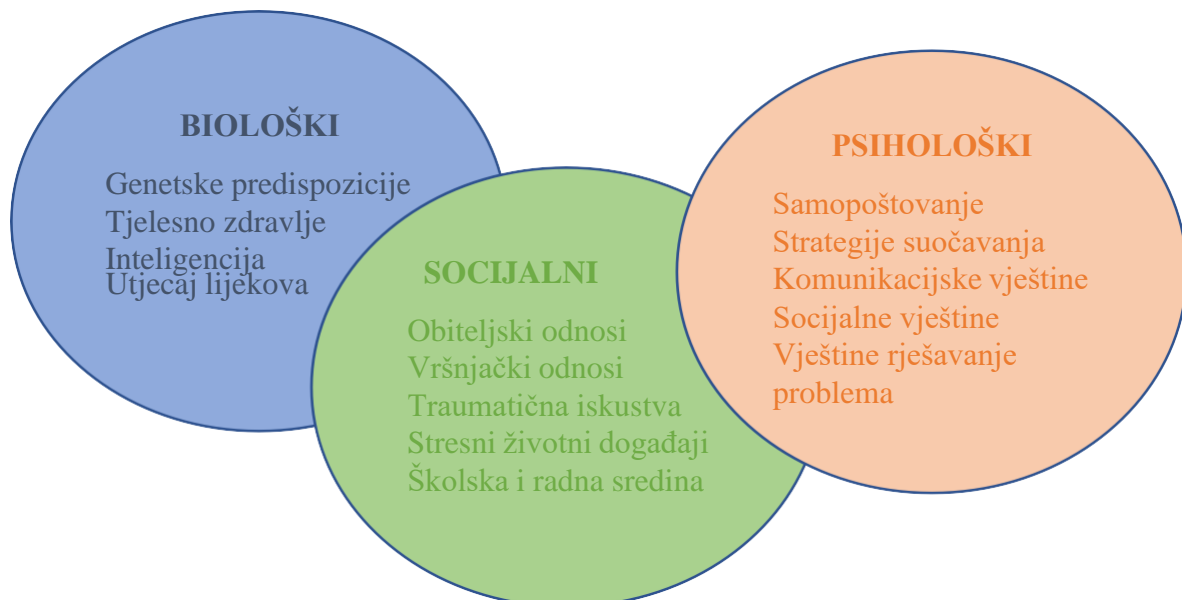 BIOLOŠKI
Genetske predispozicije
Tjelesno zdravlje
Inteligencija
Utjecaj lijekova
SOCIJALNI
Obiteljski odnosi
Vršnjački odnosi
Traumatična iskustva
Stresni životni događaji
Školska i radna sredina
PSIHOLOŠKI
Samopoštovanje
Strategije suočavanja
Komunikacijske vještine
Socijalne vještine
Vještine rješavanje
problema